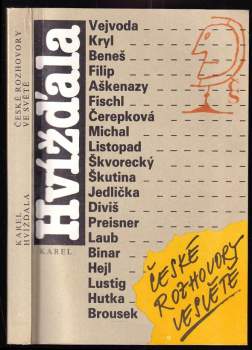 ČESKÉ ROZHOVORY
VE SVĚTĚ
KAREL
HVÍŽĎALA
KAREL
Hvížďala
Vejvoda
Kryl
Beneš
Filip
Aškenazy
Fischl
Čerepková
Michal
Listopad
Škvorecký
Škutina
Jedlička
Diviš
Preisner
Laub
Binar
Hejl
Lustig
Hutka
Brousek
ČESKÉ
ROZHOVORY
VE SVĚTĚ